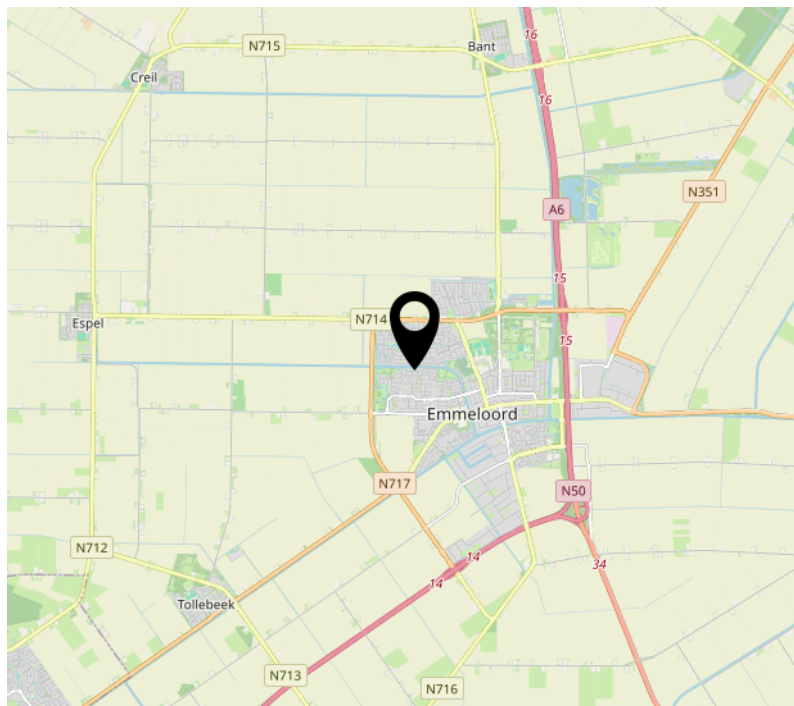 16
N715
Bant
Creil
16
N351
A6
15
N714
Espel
15
Emmeloord
N717
N50
N712
14
14
34
Tollebeek
N713
N716